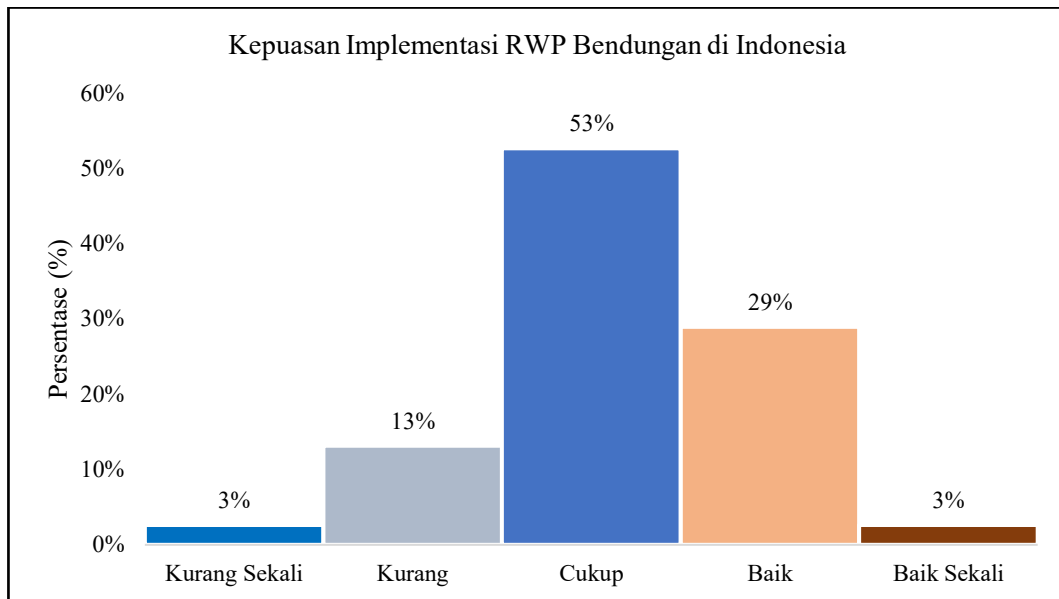 Kepuasan Implementasi RWP Bendungan di Indonesia
Persentase (%)
60%
50%
40%
30%
20%
10%
0%
3%
13%
53%
29%
3%
Kurang Sekali
Kurang
Cukup
Baik
Baik Sekali